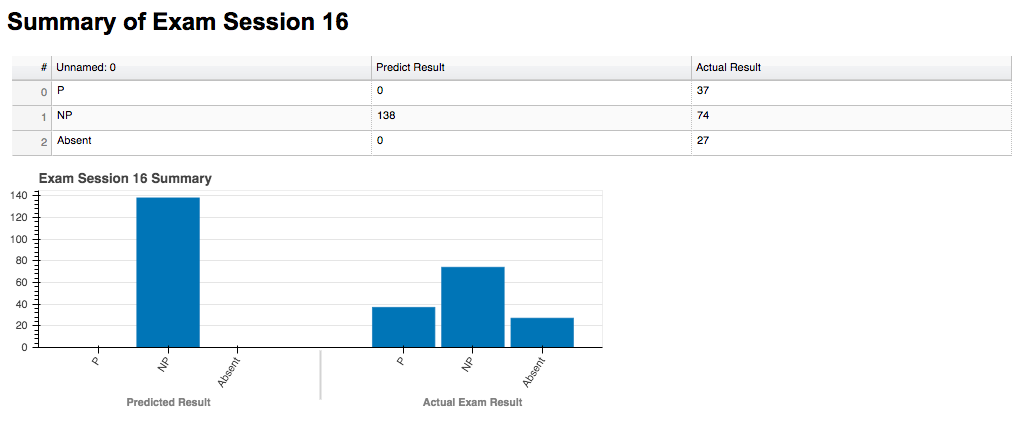 Summary of Exam Session 16
# Unnamed: 0 Predict Result Actual Result
0 P 0 37
1 NP 138 74
2 Absent 0 27
Exam Session 16 Summary
140
120
100
80
60
40
20
0
P NP Absent P NP Absent
Predicted Result Actual Exam Result